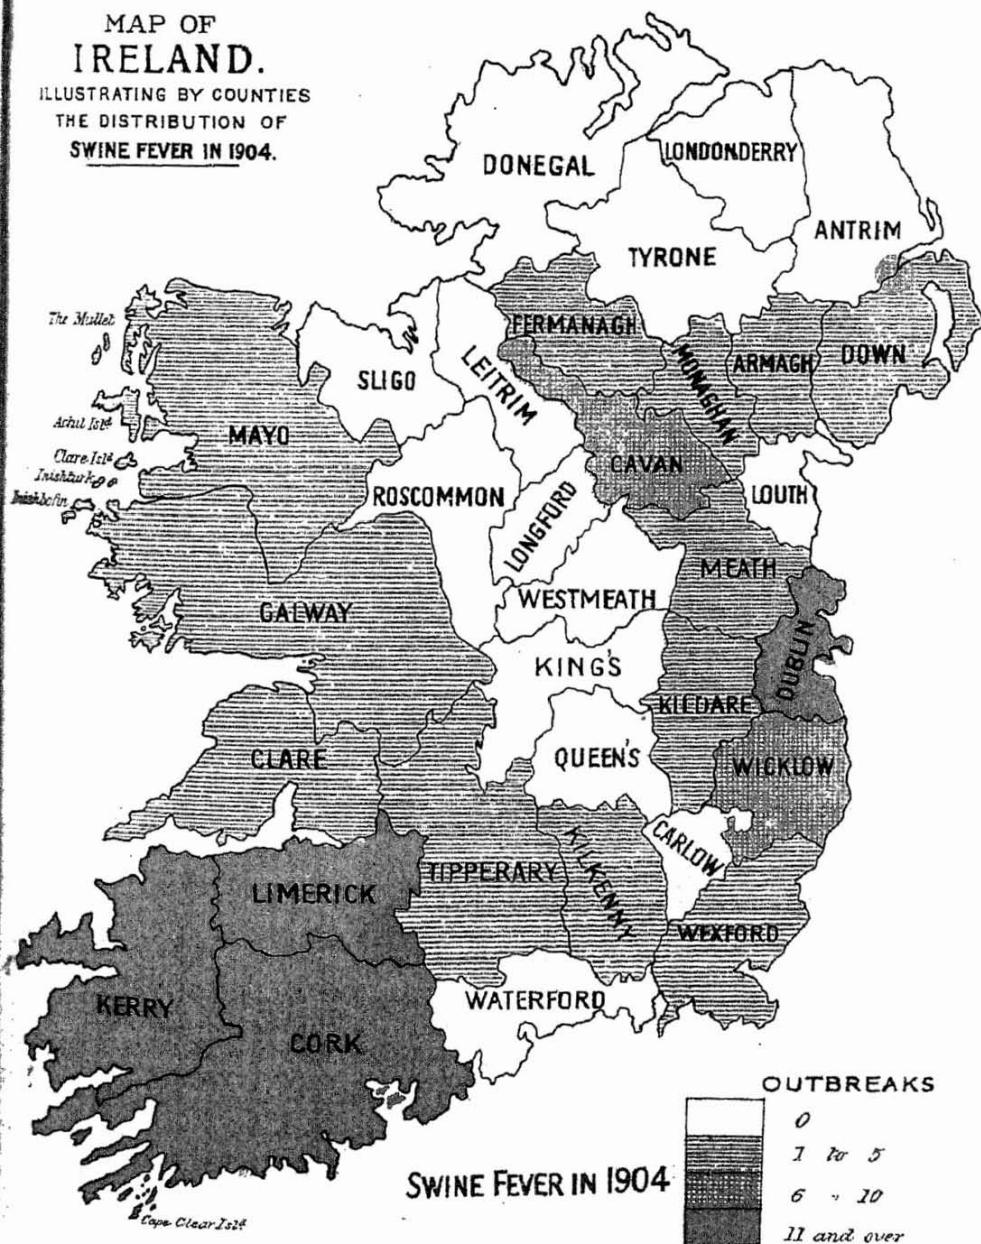 MAP OF
IRELAND.
ILLUSTRATING BY COUNTIES
THE DISTRIBUTION OF
SWINE FEVER IN 1904.
DONEGAL
LONDONDERRY
ANTRIM
TYRONE
The Mullet
FERMANAGH
MONAGHAN
ARMAGH
DOWN
LEITRIM
SLIGO
Achil Isld.
MAYO
Clare Isld.
Inishturk
Inishbofin
CAVAN
ROSCOMMON
LONGFORD
LOUTH
MEATH
WESTMEATH
GALWAY
DUBLIN
KING'S
KILDARE
QUEEN'S
WICKLOW
CLARE
CARLOW
KILKENNY
TIPPERARY
LIMERICK
WEXFORD
WATERFORD
KERRY
CORK
OUTBREAKS
0
1 to 5
6 " 10
11 and over
SWINE FEVER IN 1904
Cape Clear Isld.